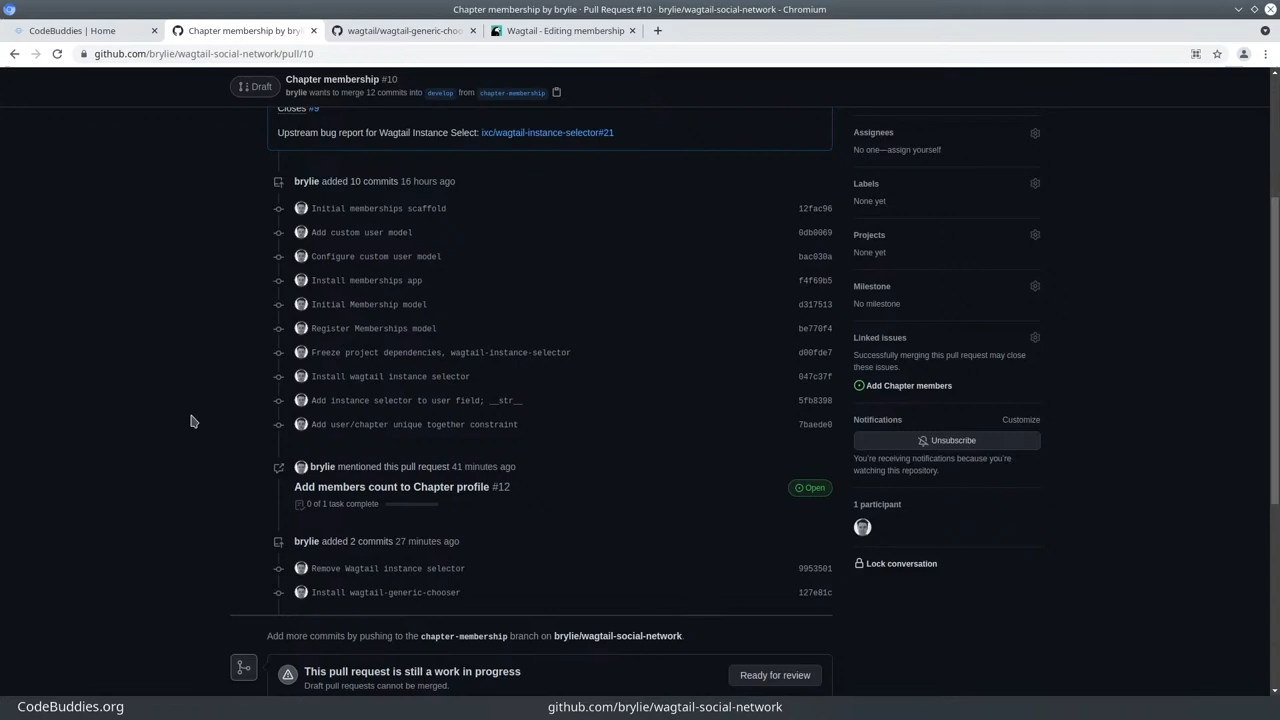 Chapter membership by brylie · Pull Request #10 · brylie/wagtail-social-network - Chromium
CodeBuddies | Home
Chapter membership by bry
wagtail/wagtail-generic-choo
Wagtail - Editing membership
github.com/brylie/wagtail-social-network/pull/10
Draft
Chapter membership #10
brylie wants to merge 12 commits into develop from chapter-membership
Closes #9
Upstream bug report for Wagtail Instance Select: ixc/wagtail-instance-selector#21
brylie added 10 commits 16 hours ago
Initial memberships scaffold 12fac96
Add custom user model 0db0069
Configure custom user model bac030a
Install memberships app f4f69b5
Initial Membership model d317513
Register Memberships model be770f4
Freeze project dependencies, wagtail-instance-selector d00fde7
Install wagtail instance selector 047c37f
Add instance selector to user field; __str__ 5fb8398
Add user/chapter unique together constraint 7baede0
brylie mentioned this pull request 41 minutes ago
Add members count to Chapter profile #12
Open
0 of 1 task complete
brylie added 2 commits 27 minutes ago
Remove Wagtail instance selector 9953501
Install wagtail-generic-chooser 127e81c
Add more commits by pushing to the chapter-membership branch on brylie/wagtail-social-network.
This pull request is still a work in progress
Draft pull requests cannot be merged.
Ready for review
Assignees
No one—assign yourself
Labels
None yet
Projects
None yet
Milestone
No milestone
Linked issues
Successfully merging this pull request may close
these issues.
Add Chapter members
Notifications
Customize
Unsubscribe
You're receiving notifications because you're
watching this repository.
1 participant
Lock conversation
CodeBuddies.org
github.com/brylie/wagtail-social-network